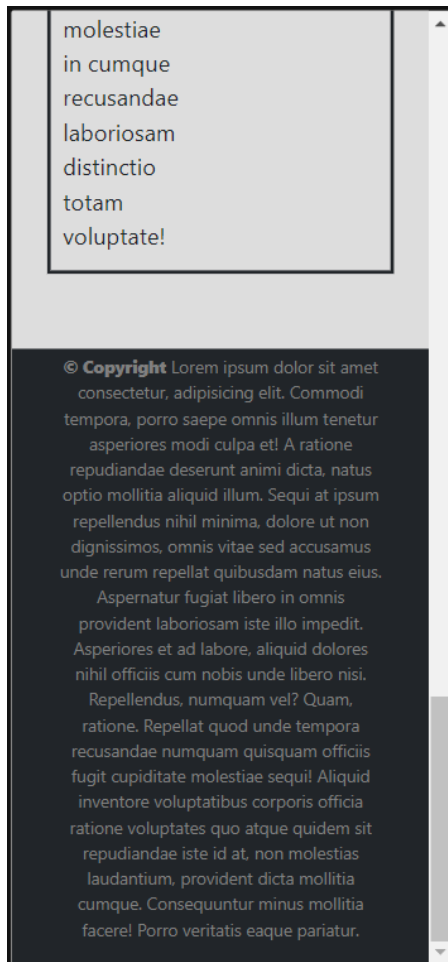 molestiae
in cumque
recusandae
laboriosam
distinctio
totam
voluptate!
© Copyright Lorem ipsum dolor sit amet
consectetur, adipisicing elit. Commodi
tempora, porro saepe omnis illum tenetur
asperiores modi culpa et! A ratione
repudiandae deserunt animi dicta, natus
optio mollitia aliquid illum. Sequi at ipsum
repellendus nihil minima, dolore ut non
dignissimos, omnis vitae sed accusamus
unde rerum repellat quibusdam natus eius.
Aspernatur fugiat libero in omnis
provident laboriosam iste illo impedit.
Asperiores et ad labore, aliquid dolores
nihil officiis cum nobis unde libero nisi.
Repellendus, numquam vel? Quam,
ratione. Repellat quod unde tempora
recusandae numquam quisquam officiis
fugit cupiditate molestiae sequi! Aliquid
inventore voluptatibus corporis officia
ratione voluptates quo atque quidem sit
repudiandae iste id at, non molestias
laudantium, provident dicta mollitia
cumque. Consequuntur minus mollitia
facere! Porro veritatis eaque pariatur.